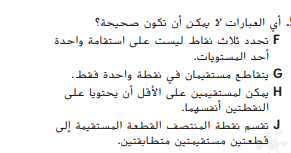 .أي العبارات لا يمكن أن تكون صحيحة؟
F تحدد ثلاث نقاط ليست على استقامة واحدة
أحد المستويات.
G يتقاطع مستقيمان في نقطة واحدة فقط.
H يمكن لمستقيمين على الأقل أن يحتويا على
النقطتين أنفسهما.
J تقسم نقطة المنتصف القطعة المستقيمة إلى
قطعتين مستقيمتين متطابقتين.